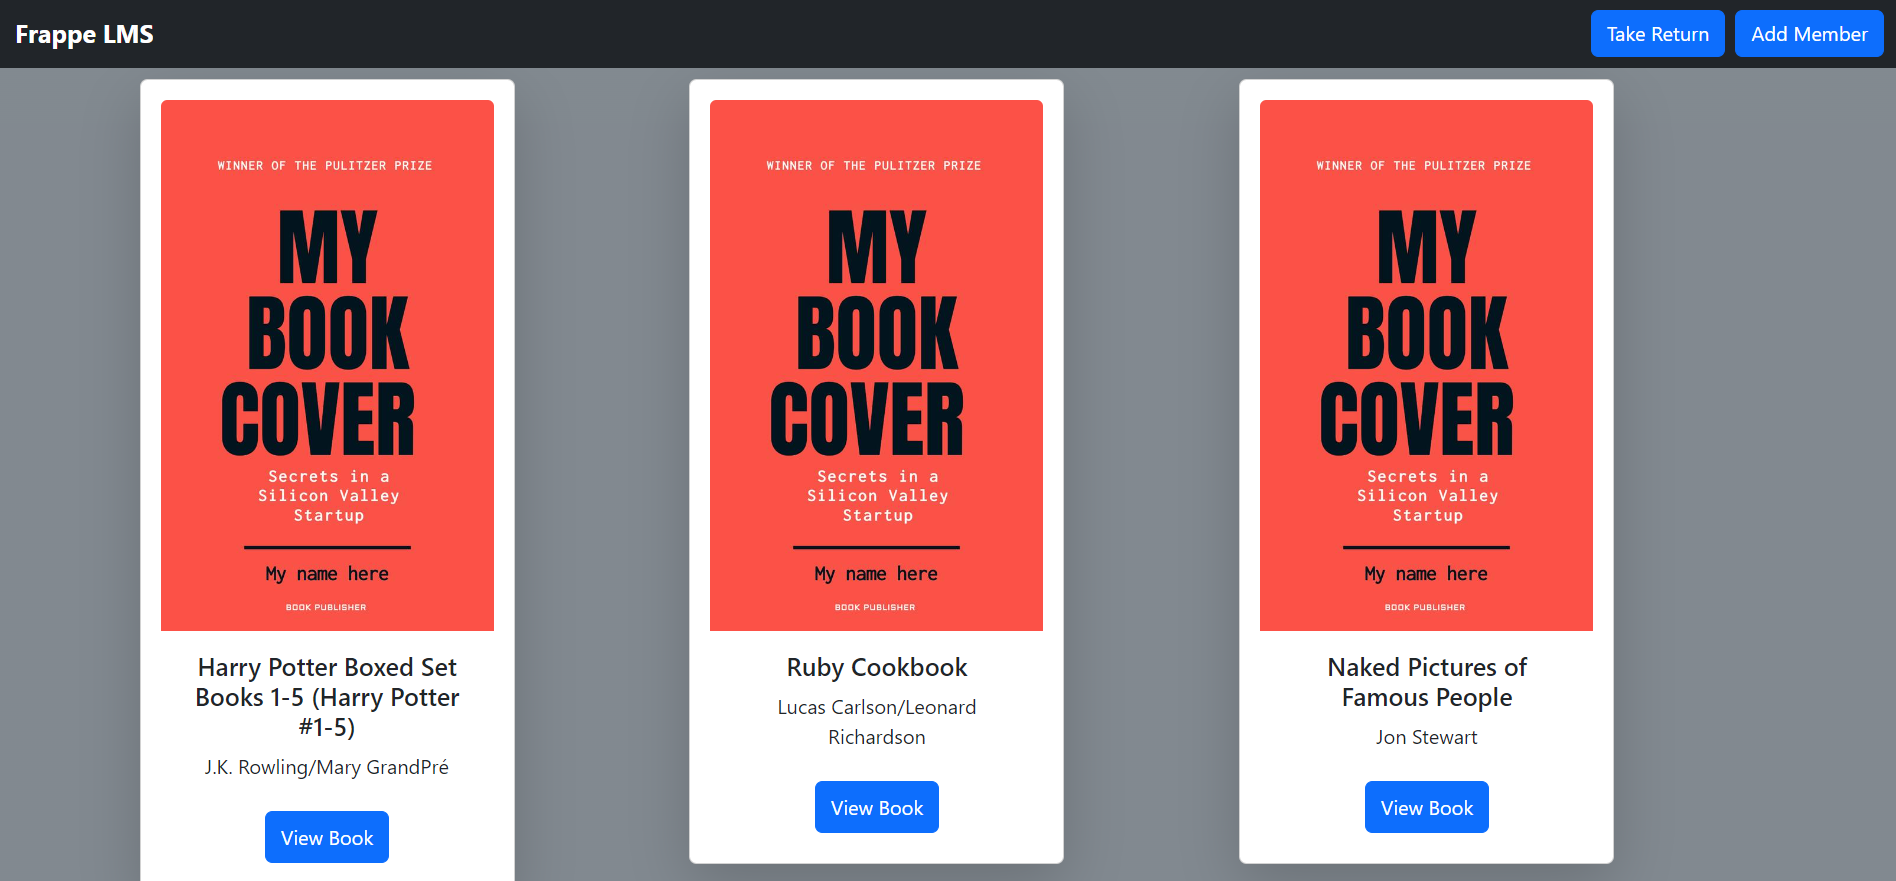 Frappe LMS
Take Return
Add Member
WINNER OF THE PULITZER PRIZE
MY
BOOK
COVER
Secrets in a
Silicon Valley
Startup
My name here
BOOK PUBLISHER
Harry Potter Boxed Set
Books 1-5 (Harry Potter
#1-5)
J.K. Rowling/Mary GrandPré
View Book
WINNER OF THE PULITZER PRIZE
MY
BOOK
COVER
Secrets in a
Silicon Valley
Startup
My name here
BOOK PUBLISHER
Ruby Cookbook
Lucas Carlson/Leonard
Richardson
View Book
WINNER OF THE PULITZER PRIZE
MY
BOOK
COVER
Secrets in a
Silicon Valley
Startup
My name here
BOOK PUBLISHER
Naked Pictures of
Famous People
Jon Stewart
View Book